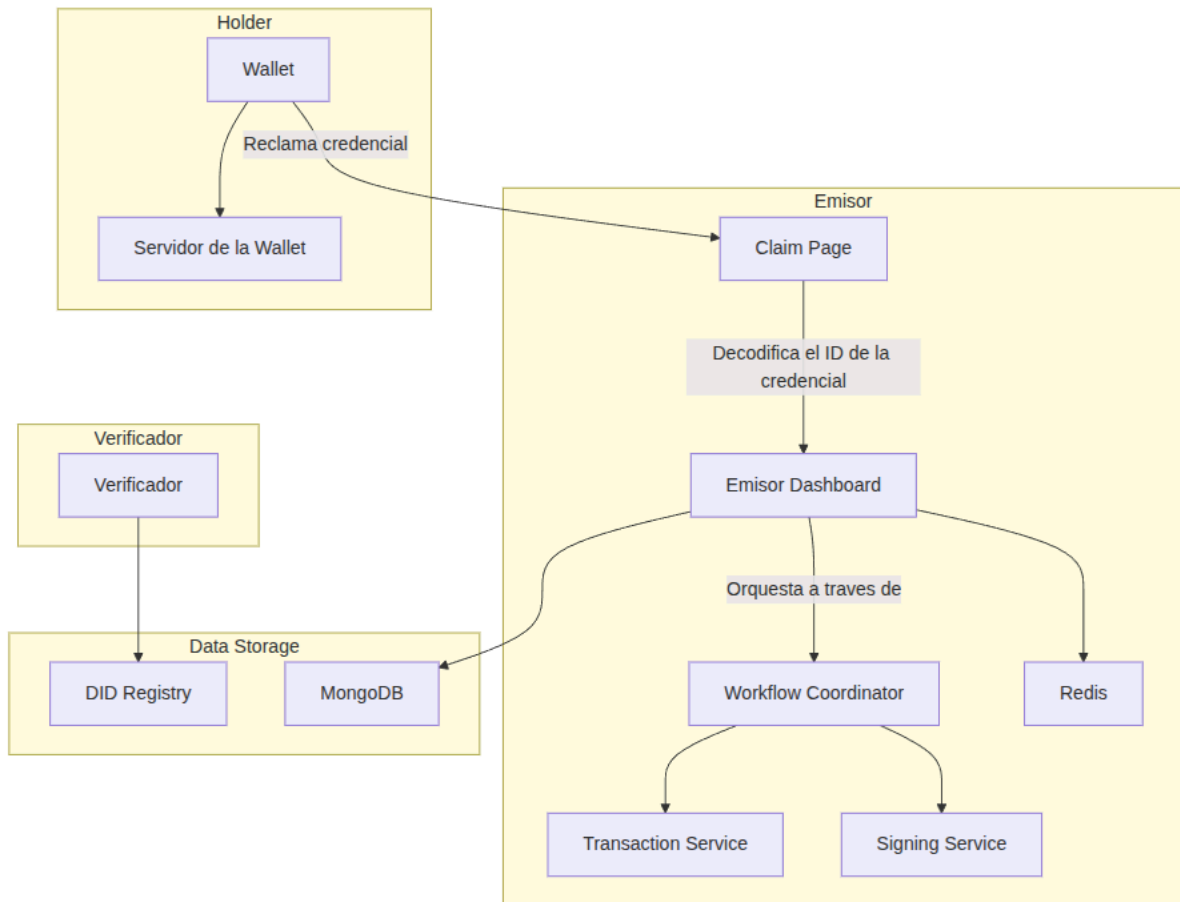 Holder
Wallet
Reclama credencial
Servidor de la Wallet
Emisor
Claim Page
Decodifica el ID de la
credencial
Verificador
Verificador
Emisor Dashboard
Orquesta a traves de
Data Storage
DID Registry
MongoDB
Workflow Coordinator
Redis
Transaction Service
Signing Service